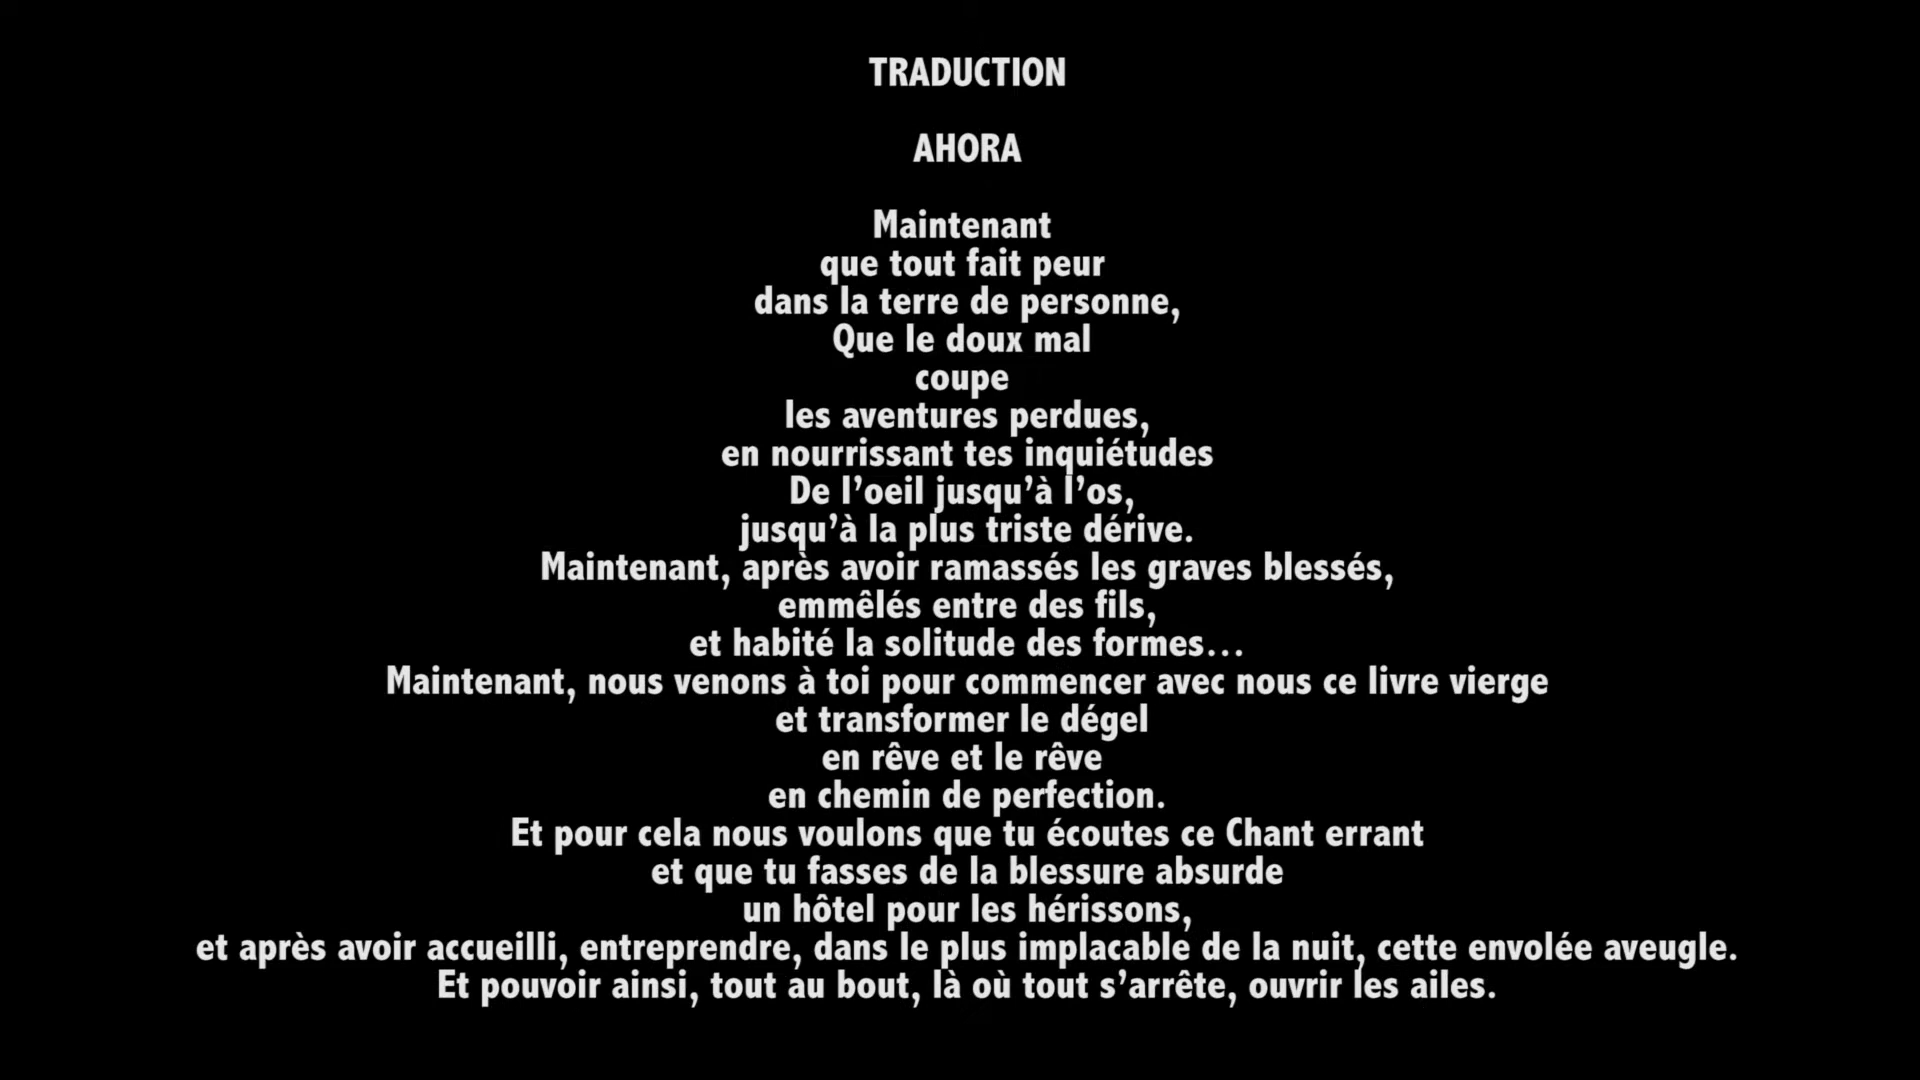 TRADUCTION
AHORA
Maintenant
que tout fait peur
dans la terre de personne,
Que le doux mal
coupe
les aventures perdues,
en nourrissant tes inquiétudes
De l’oeil jusqu’à l’os,
jusqu’à la plus triste dérive.
Maintenant, après avoir ramassés les graves blessés,
emmêlés entre des fils,
et habité la solitude des formes…
Maintenant, nous venons à toi pour commencer avec nous ce livre vierge
et transformer le dégel
en rêve et le rêve
en chemin de perfection.
Et pour cela nous voulons que tu écoutes ce Chant errant
et que tu fasses de la blessure absurde
un hôtel pour les hérissons,
et après avoir accueilli, entreprendre, dans le plus implacable de la nuit, cette envolée aveugle.
Et pouvoir ainsi, tout au bout, là où tout s’arrête, ouvrir les ailes.